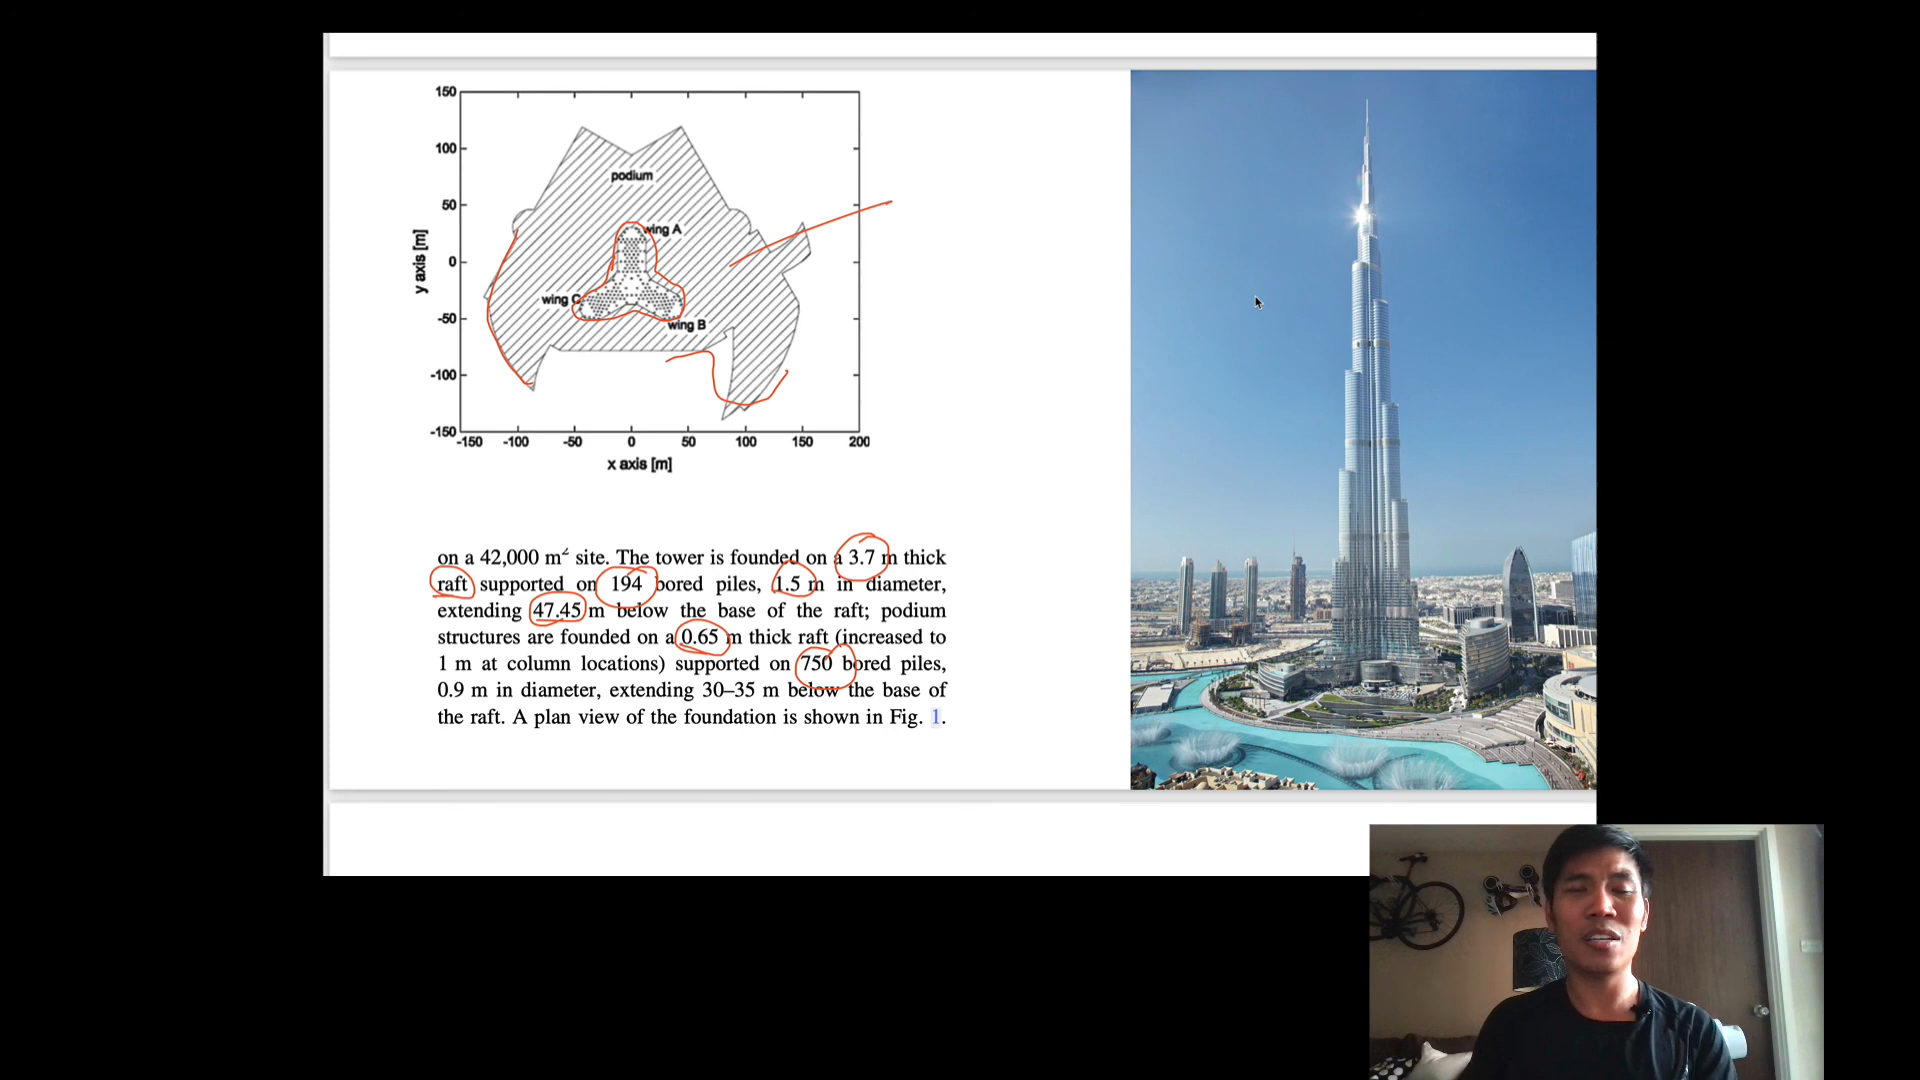 150
100
50
0
-50
-100
-150
y axis [m]
podium
wing A
wing C
wing B
-150 -100 -50 0 50 100 150 200
x axis [m]
on a 42,000 m² site. The tower is founded on a 3.7 m thick
raft supported on 194 bored piles, 1.5 m in diameter,
extending 47.45 m below the base of the raft; podium
structures are founded on a 0.65 m thick raft (increased to
1 m at column locations) supported on 750 bored piles,
0.9 m in diameter, extending 30–35 m below the base of
the raft. A plan view of the foundation is shown in Fig. 1.